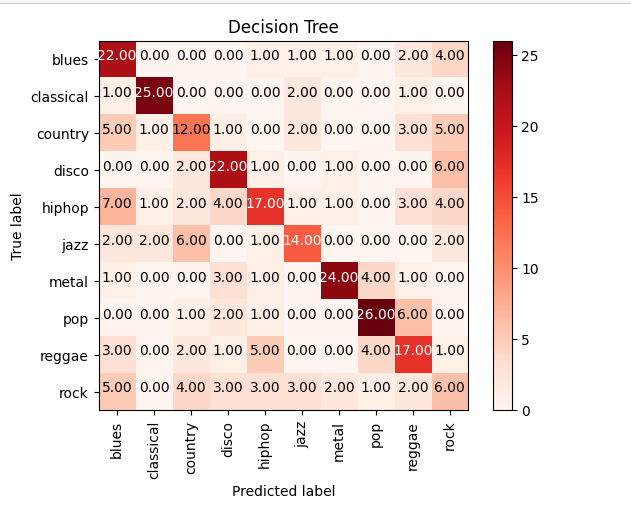 Decision Tree
blues 22.00 0.00 0.00 0.00 1.00 1.00 1.00 0.00 2.00 4.00
classical 1.00 25.00 0.00 0.00 0.00 2.00 0.00 0.00 1.00 0.00
country 5.00 1.00 12.00 1.00 0.00 2.00 0.00 0.00 3.00 5.00
disco 0.00 0.00 2.00 22.00 1.00 0.00 1.00 0.00 0.00 6.00
hiphop 7.00 1.00 2.00 4.00 17.00 1.00 1.00 0.00 3.00 4.00
jazz 2.00 2.00 6.00 0.00 1.00 14.00 0.00 0.00 0.00 2.00
metal 1.00 0.00 0.00 3.00 1.00 0.00 24.00 4.00 1.00 0.00
pop 0.00 0.00 1.00 2.00 1.00 0.00 0.00 26.00 6.00 0.00
reggae 3.00 0.00 2.00 1.00 5.00 0.00 0.00 4.00 17.00 1.00
rock 5.00 0.00 4.00 3.00 3.00 3.00 2.00 1.00 2.00 6.00
blues classical country disco hiphop jazz metal pop reggae rock
Predicted label
True label
25
20
15
10
5
0